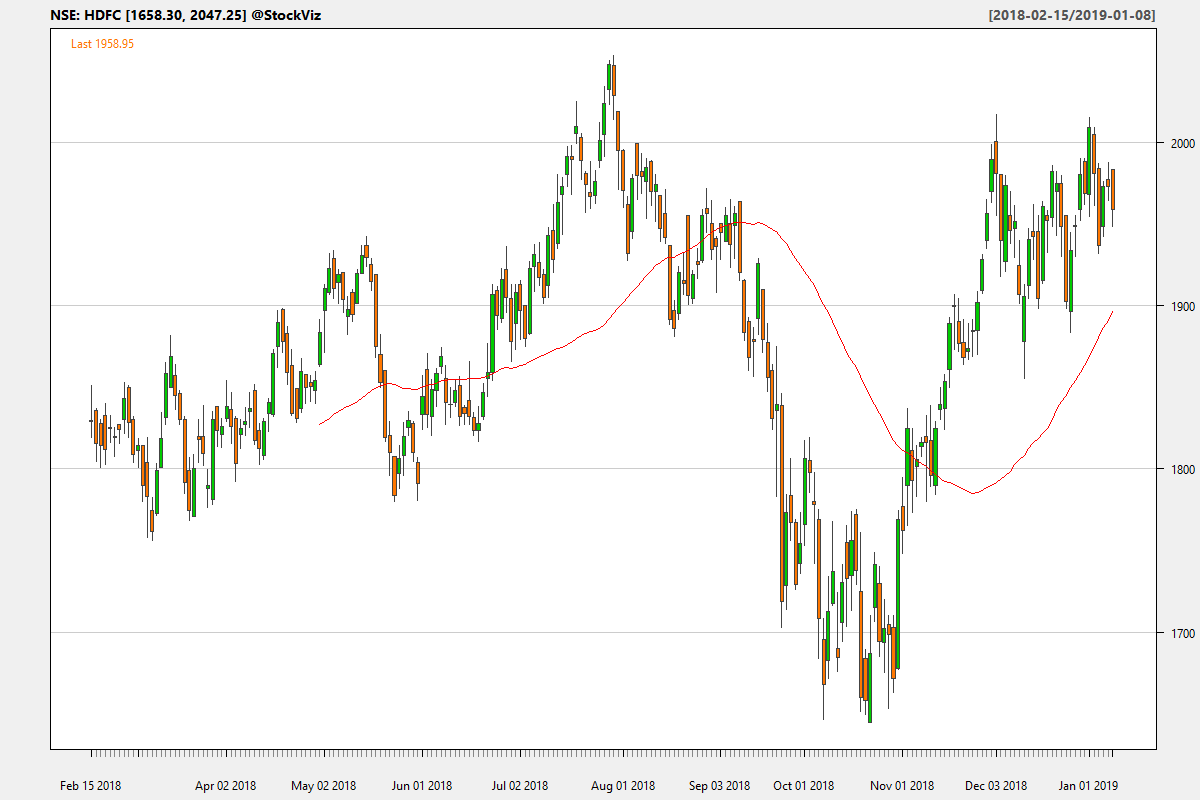 NSE: HDFC [1658.30, 2047.25] @StockViz [2018-02-15/2019-01-08]
Last 1958.95
2000
1900
1800
1700
Feb 15 2018 Apr 02 2018 May 02 2018 Jun 01 2018 Jul 02 2018 Aug 01 2018 Sep 03 2018 Oct 01 2018 Nov 01 2018 Dec 03 2018 Jan 01 2019